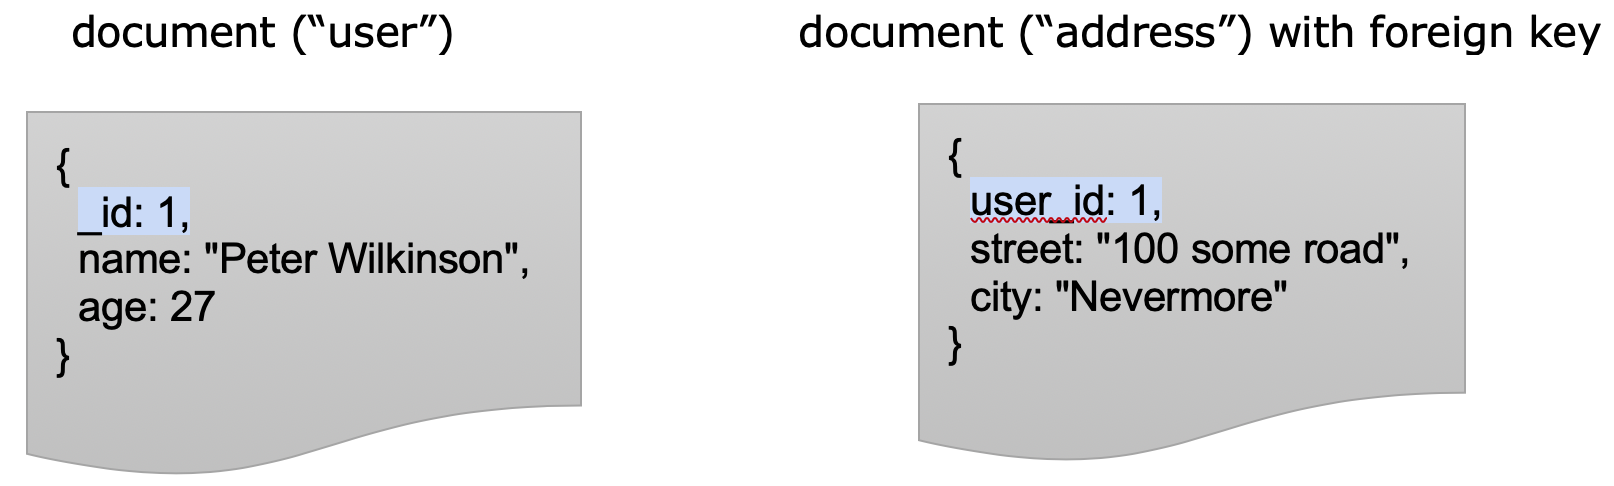 document (“user”)
{
_id: 1,
name: "Peter Wilkinson",
age: 27
}
document (“address”) with foreign key
{
user_id: 1,
street: "100 some road",
city: "Nevermore"
}